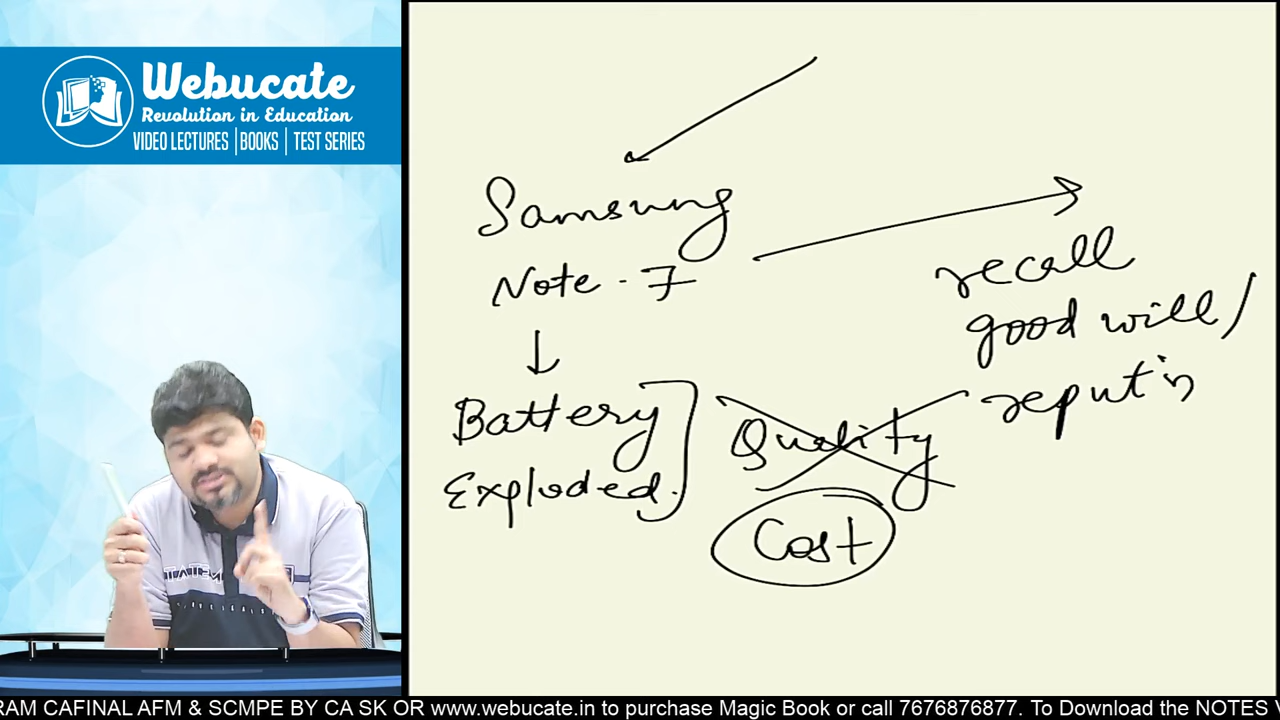 Webucate
Revolution in Education
VIDEO LECTURES | BOOKS | TEST SERIES
Samsung
Note - 7
Battery
Exploded.
Quality
Cost
recall
good will /
reput'n
RAM CAFINAL AFM & SCMPE BY CA SK OR www.webucate.in to purchase Magic Book or call 7676876877. To Download the NOTES V